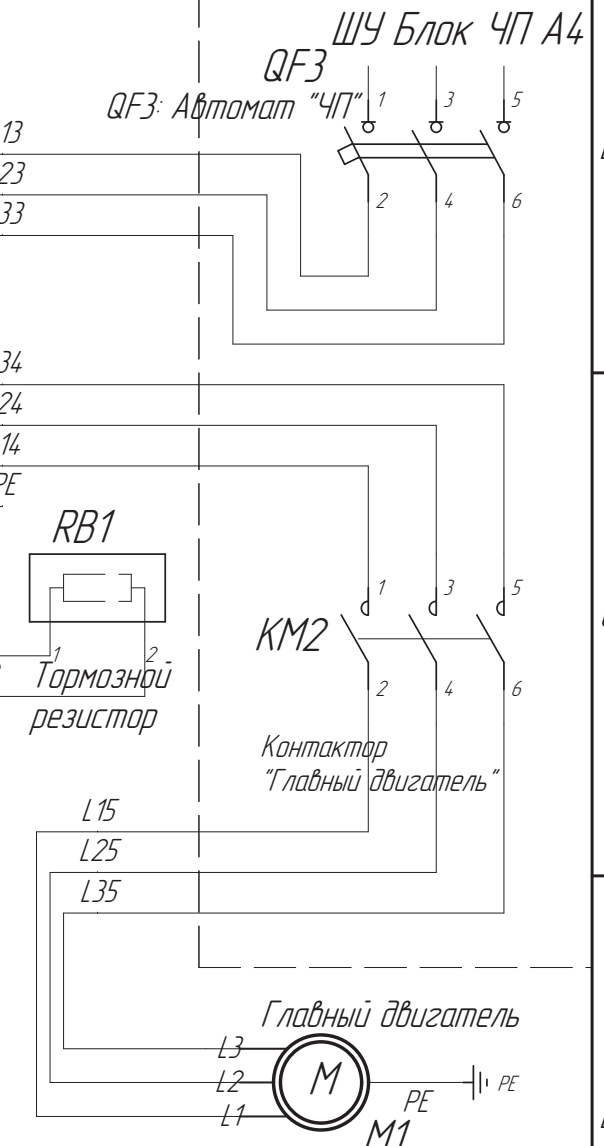 ШУ Блок ЧП А4
QF3
QF3: Автомат "ЧП"
1 3 5
13
23
33
2 4 6
34
24
14
PE
RB1
1 3 5
KM2
1 2
Тормозной
резистор
2 4 6
Контактор
"Главный двигатель"
L15
L25
L35
Главный двигатель
L3
L2
L1
M
PE
PE
M1